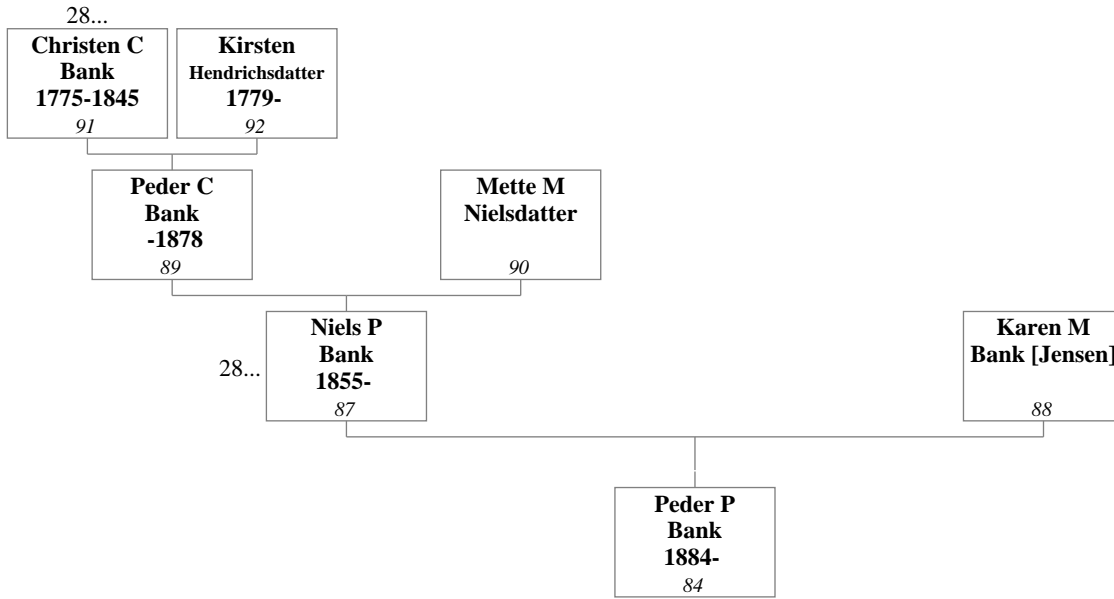 28...
Christen C
Bank
1775-1845
91
Kirsten
Hendrichsdatter
1779-
92
Peder C
Bank
-1878
89
Mette M
Nielsdatter
90
28...
Niels P
Bank
1855-
87
Karen M
Bank [Jensen]
88
Peder P
Bank
1884-
84